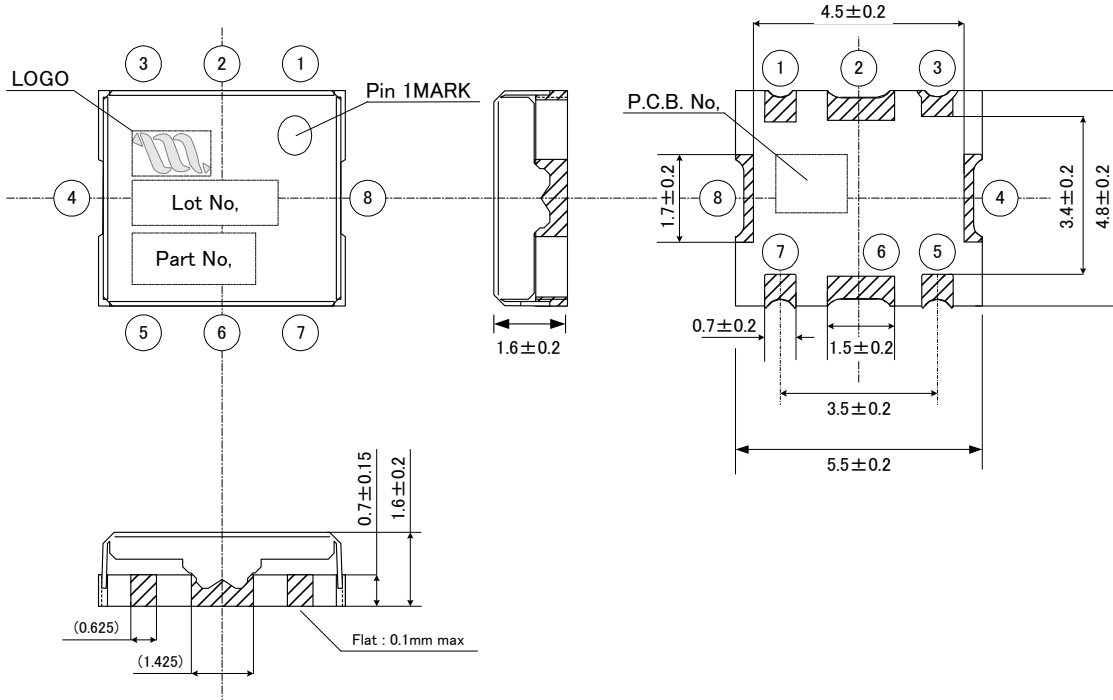 LOGO
③ ② ①
Pin 1MARK
④ ⑧
Lot No,
Part No,
⑤ ⑥ ⑦
1.6±0.2
4.5±0.2
① ② ③
P.C.B. No,
1.7±0.2
⑧ ④
3.4±0.2
4.8±0.2
⑦ ⑥ ⑤
0.7±0.2
1.5±0.2
3.5±0.2
5.5±0.2
0.7±0.15
1.6±0.2
(0.625)
(1.425)
Flat : 0.1mm max